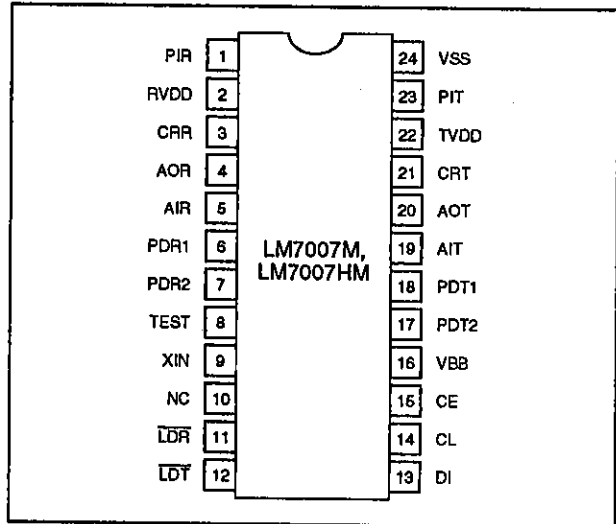 PIR 1 24 VSS
RVDD 2 23 PIT
CRR 3 22 TVDD
AOR 4 21 CRT
AIR 5 20 AOT
LM7007M,
LM7007HM
PDR1 6 19 AIT
PDR2 7 18 PDT1
TEST 8 17 PDT2
XIN 9 16 VBB
NC 10 15 CE
L̅D̅R̅ 11 14 CL
L̅D̅T̅ 12 13 DI